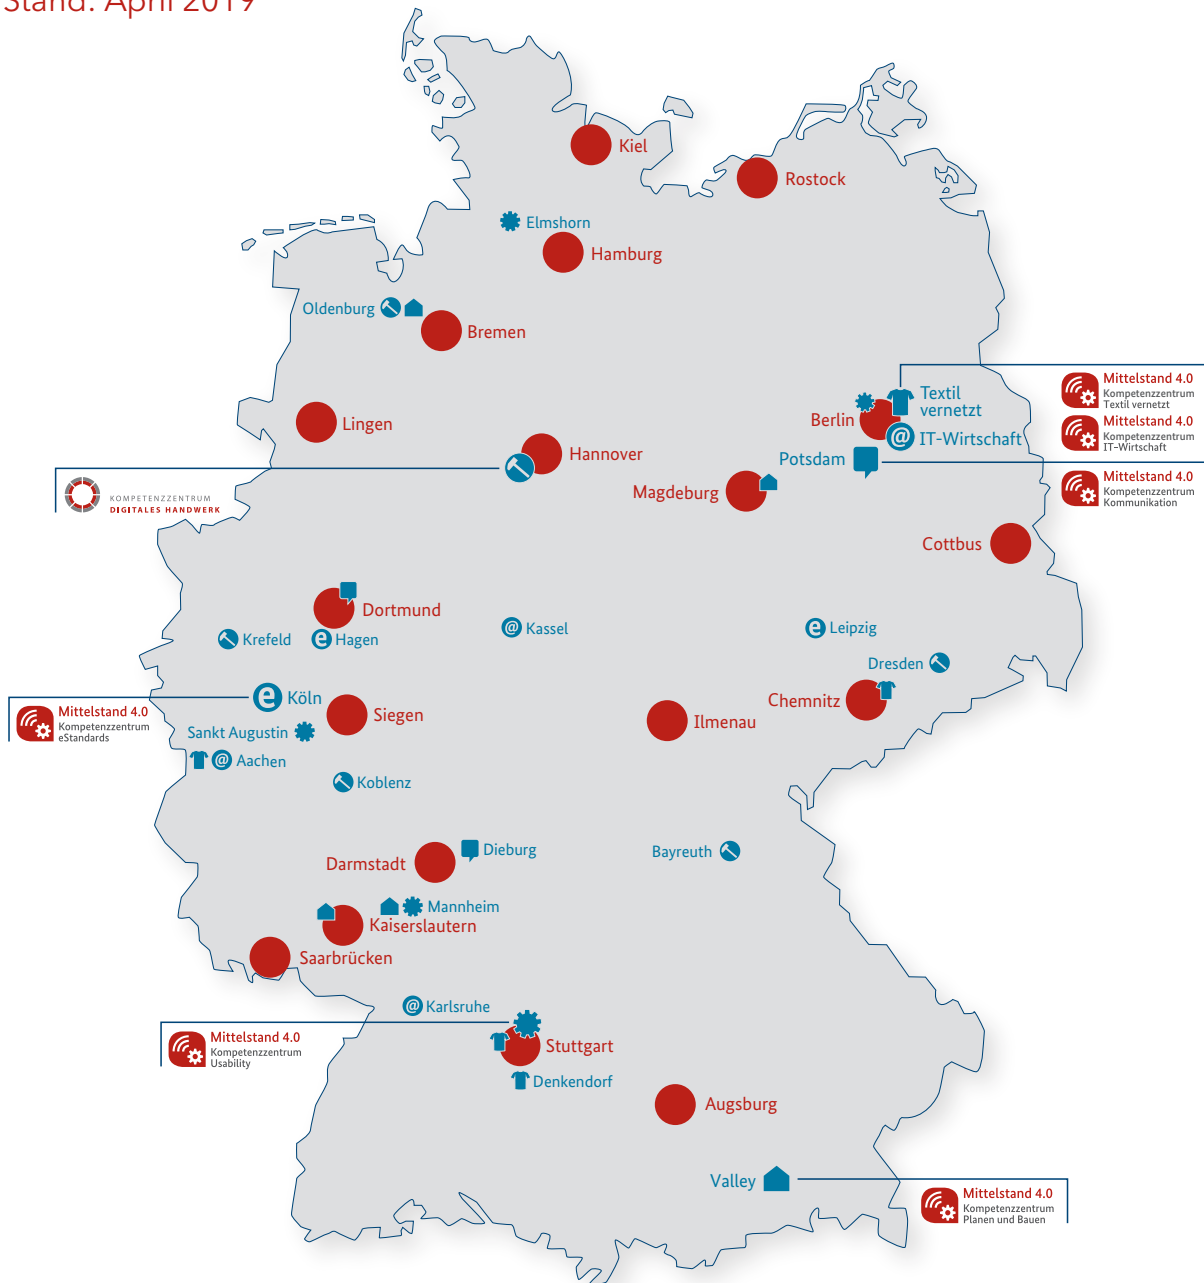 Stand: April 2019
Kiel
Rostock
Elmshorn
Hamburg
Oldenburg
Bremen
Lingen
Hannover
Berlin
Textil
vernetzt
@ IT-Wirtschaft
Potsdam
Magdeburg
Mittelstand 4.0
Kompetenzzentrum
Textil vernetzt
Mittelstand 4.0
Kompetenzzentrum
IT-Wirtschaft
Mittelstand 4.0
Kompetenzzentrum
Kommunikation
KOMPETENZZENTRUM
DIGITALES HANDWERK
Cottbus
Dortmund
Krefeld
e Hagen
@ Kassel
e Leipzig
Dresden
Chemnitz
e Köln
Siegen
Ilmenau
Mittelstand 4.0
Kompetenzzentrum
eStandards
Sankt Augustin
@ Aachen
Koblenz
Dieburg
Darmstadt
Bayreuth
Mannheim
Kaiserslautern
Saarbrücken
@ Karlsruhe
Mittelstand 4.0
Kompetenzzentrum
Usability
Stuttgart
Denkendorf
Augsburg
Valley
Mittelstand 4.0
Kompetenzzentrum
Planen und Bauen